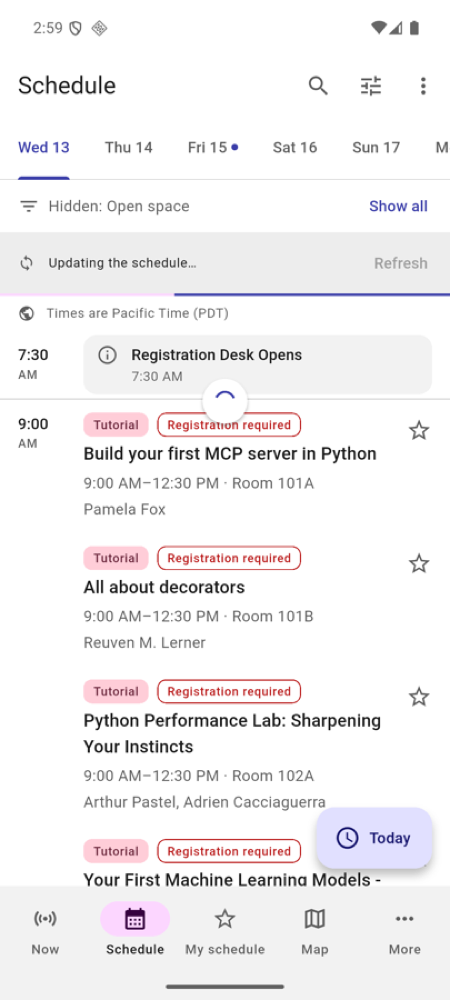 2:59
Schedule
Wed 13
Thu 14
Fri 15
Sat 16
Sun 17
M
Hidden: Open space
Show all
Updating the schedule…
Refresh
Times are Pacific Time (PDT)
7:30
AM
Registration Desk Opens
7:30 AM
9:00
AM
Tutorial
Registration required
Build your first MCP server in Python
9:00 AM–12:30 PM · Room 101A
Pamela Fox
Tutorial
Registration required
All about decorators
9:00 AM–12:30 PM · Room 101B
Reuven M. Lerner
Tutorial
Registration required
Python Performance Lab: Sharpening
Your Instincts
9:00 AM–12:30 PM · Room 102A
Arthur Pastel, Adrien Cacciaguerra
Tutorial
Registration required
Your First Machine Learning Models -
Today
Now
Schedule
My schedule
Map
More